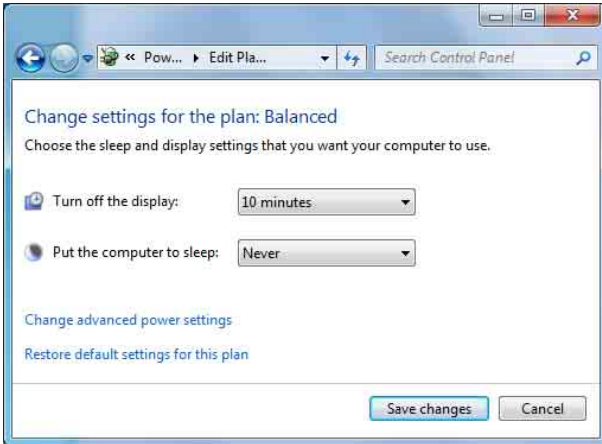 « Pow... ▸ Edit Pla...
Search Control Panel
Change settings for the plan: Balanced
Choose the sleep and display settings that you want your computer to use.
Turn off the display: 10 minutes
Put the computer to sleep: Never
Change advanced power settings
Restore default settings for this plan
Save changes Cancel